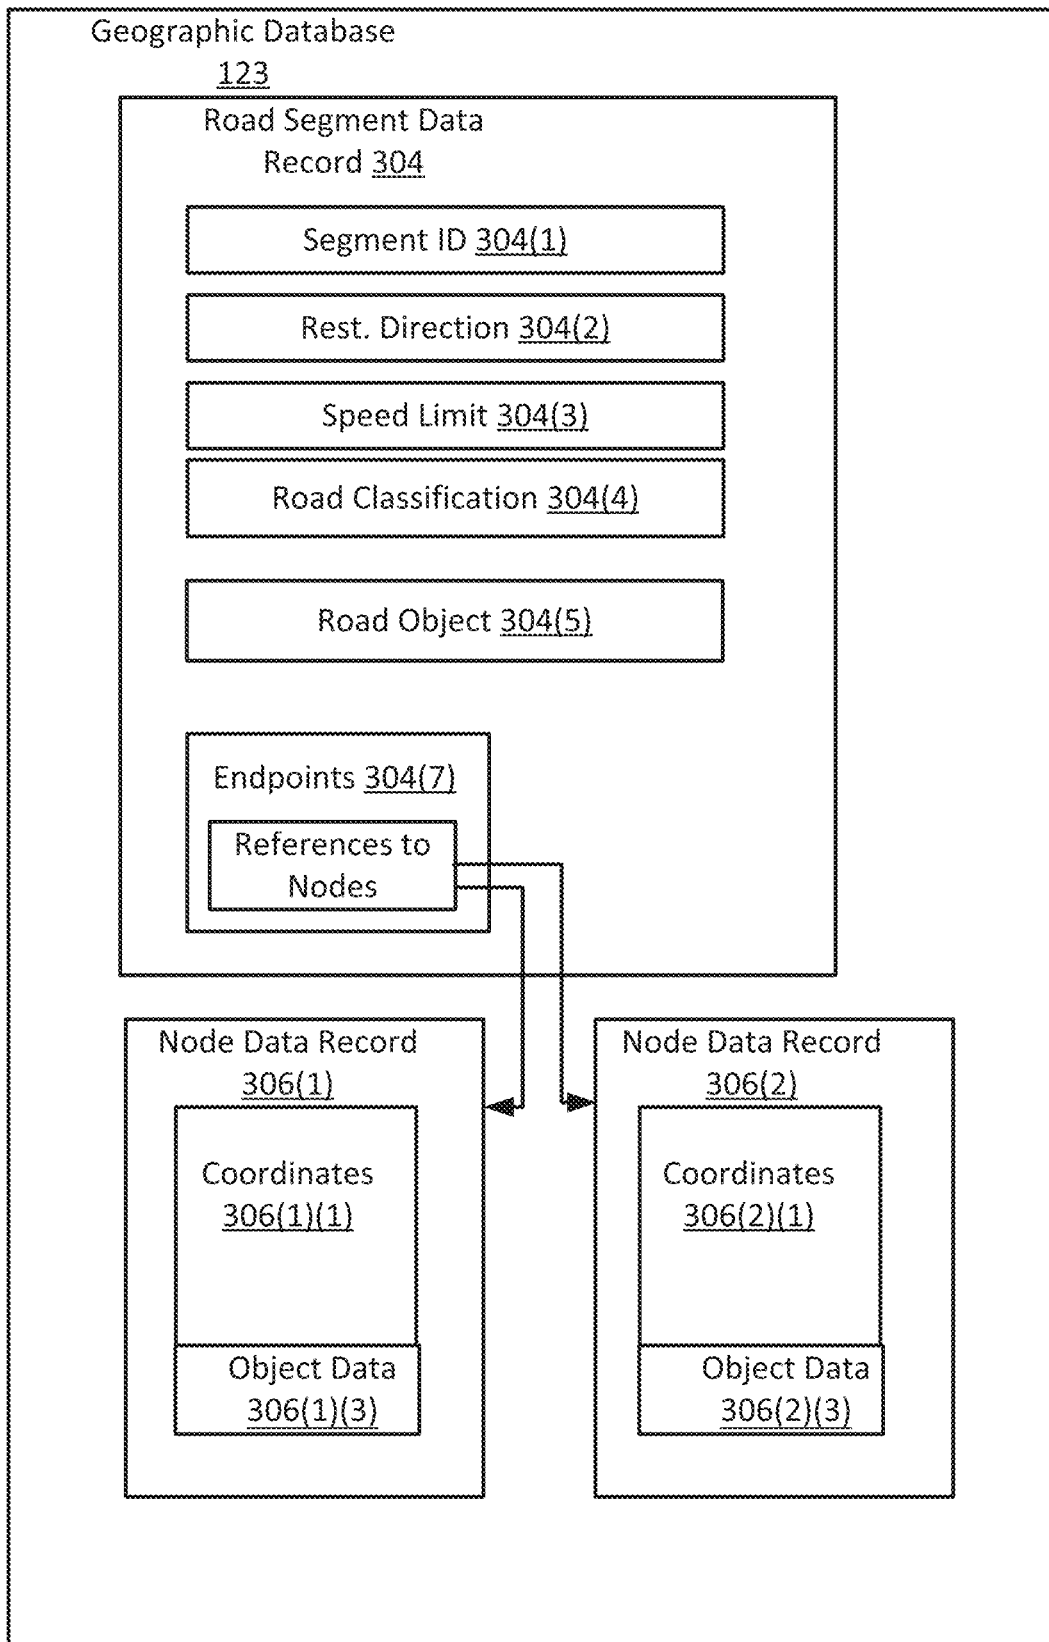 Geographic Database
123
Road Segment Data
Record 304
Segment ID 304(1)
Rest. Direction 304(2)
Speed Limit 304(3)
Road Classification 304(4)
Road Object 304(5)
Endpoints 304(7)
References to
Nodes
Node Data Record
306(1)
Coordinates
306(1)(1)
Object Data
306(1)(3)
Node Data Record
306(2)
Coordinates
306(2)(1)
Object Data
306(2)(3)